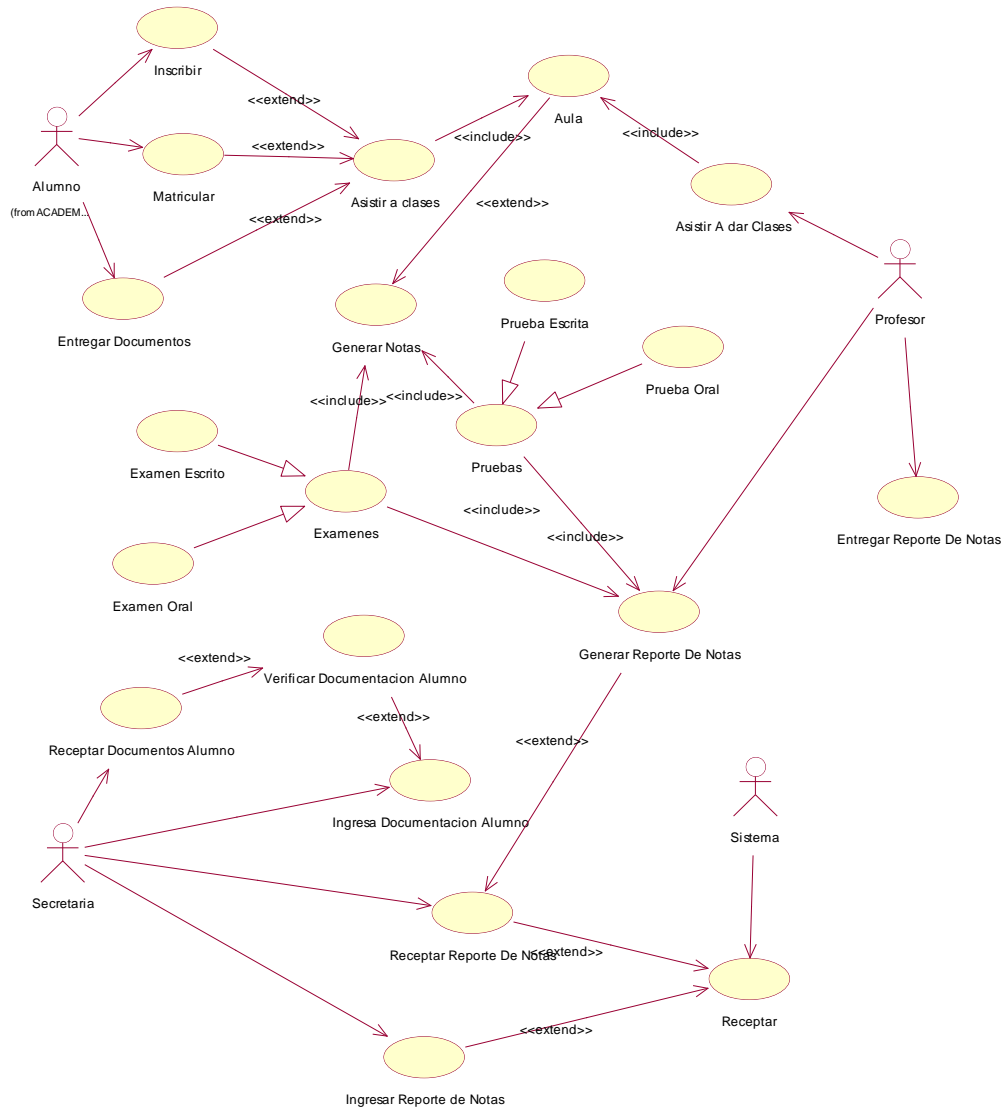 Inscribir
<<extend>>
Aula
<<include>>
<<include>>
Alumno
(from ACADEM...
<<extend>>
Matricular
Asistir a clases
<<extend>>
<<extend>>
Asistir A dar Clases
Entregar Documentos
Prueba Escrita
Profesor
Generar Notas
Prueba Oral
<<include>>
<<include>>
Examen Escrito
Pruebas
<<include>>
Examenes
<<include>>
Entregar Reporte De Notas
Examen Oral
<<extend>>
Verificar Documentacion Alumno
Generar Reporte De Notas
<<extend>>
Receptar Documentos Alumno
<<extend>>
Ingresa Documentacion Alumno
Sistema
Secretaria
Receptar Reporte De Notas
<<extend>>
Receptar
<<extend>>
Ingresar Reporte de Notas